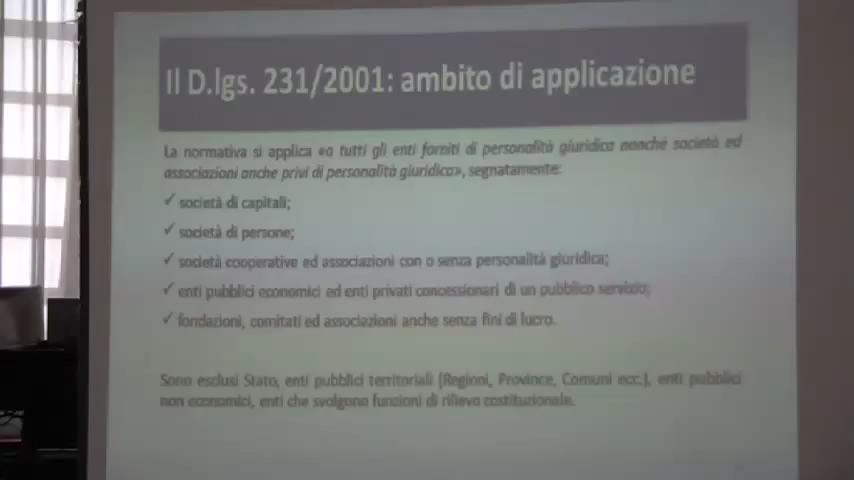 Il D.lgs. 231/2001: ambito di applicazione
La normativa si applica «a tutti gli enti forniti di personalità giuridica nonché società ed
associazioni anche privi di personalità giuridica», segnatamente:
✓ società di capitali;
✓ società di persone;
✓ società cooperative ed associazioni con o senza personalità giuridica;
✓ enti pubblici economici ed enti privati concessionari di un pubblico servizio;
✓ fondazioni, comitati ed associazioni anche senza fini di lucro.
Sono esclusi Stato, enti pubblici territoriali (Regioni, Province, Comuni ecc.), enti pubblici
non economici, enti che svolgono funzioni di rilievo costituzionale.